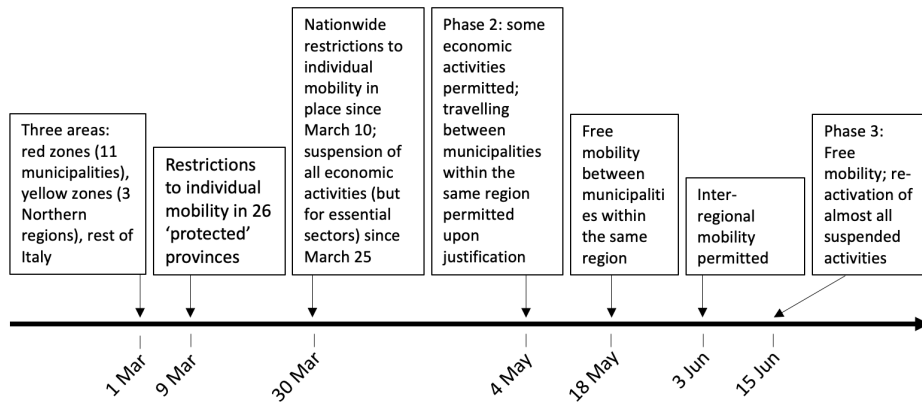 Three areas:
red zones (11
municipalities),
yellow zones (3
Northern
regions), rest of
Italy
Restrictions
to individual
mobility in 26
‘protected’
provinces
Nationwide
restrictions to
individual
mobility in
place since
March 10;
suspension of
all economic
activities (but
for essential
sectors) since
March 25
Phase 2: some
economic
activities
permitted;
travelling
between
municipalities
within the
same region
permitted
upon
justification
Free
mobility
between
municipaliti
es within
the same
region
Inter-
regional
mobility
permitted
Phase 3:
Free
mobility; re-
activation of
almost all
suspended
activities
1 Mar
9 Mar
30 Mar
4 May
18 May
3 Jun
15 Jun